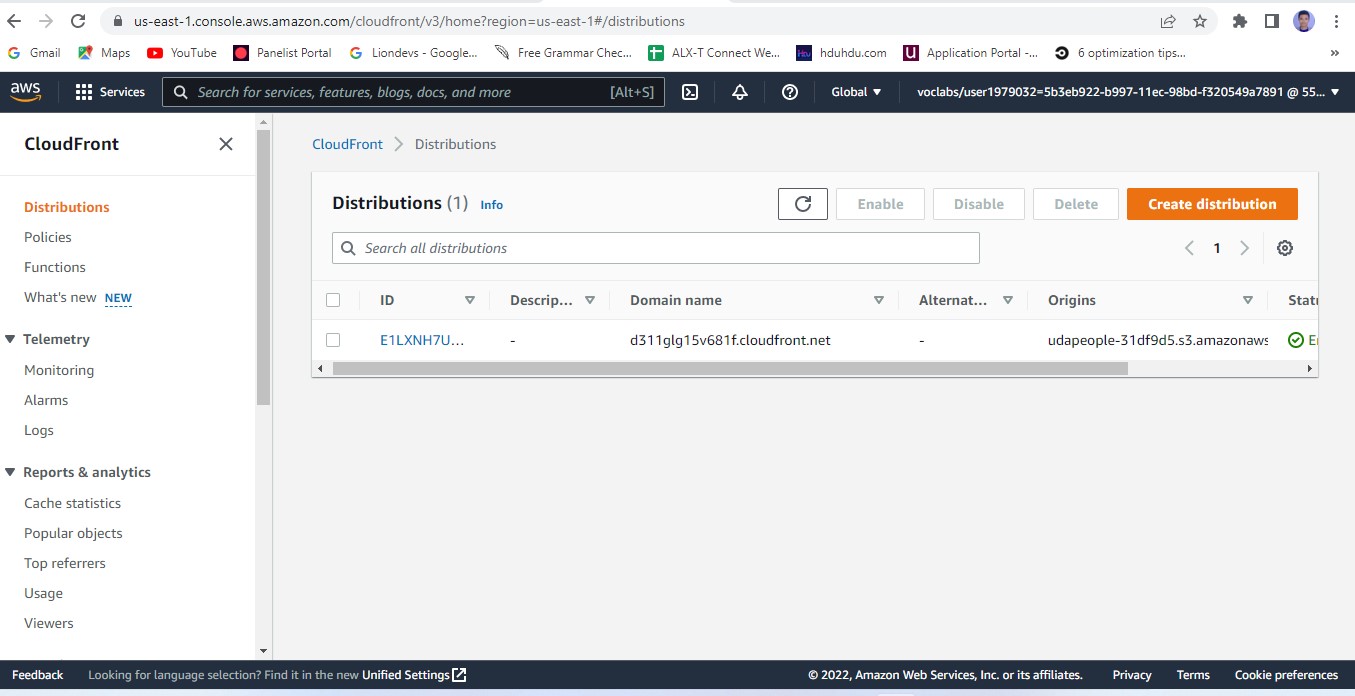 us-east-1.console.aws.amazon.com/cloudfront/v3/home?region=us-east-1#/distributions
Gmail Maps YouTube Panelist Portal Liondevs - Google... Free Grammar Chec... ALX-T Connect We... hduhdu.com Application Portal -... 6 optimization tips... »
aws Services Search for services, features, blogs, docs, and more [Alt+S] Global voclabs/user1979032=5b3eb922-b997-11ec-98bd-f320549a7891 @ 55...
CloudFront
Distributions
Policies
Functions
What's new NEW
Telemetry
Monitoring
Alarms
Logs
Reports & analytics
Cache statistics
Popular objects
Top referrers
Usage
Viewers
CloudFront > Distributions
Distributions (1) Info Enable Disable Delete Create distribution
Search all distributions 1
ID Descrip... Domain name Alternat... Origins Statu
E1LXNH7U... - d311glg15v681f.cloudfront.net - udapeople-31df9d5.s3.amazonaws
Feedback Looking for language selection? Find it in the new Unified Settings © 2022, Amazon Web Services, Inc. or its affiliates. Privacy Terms Cookie preferences